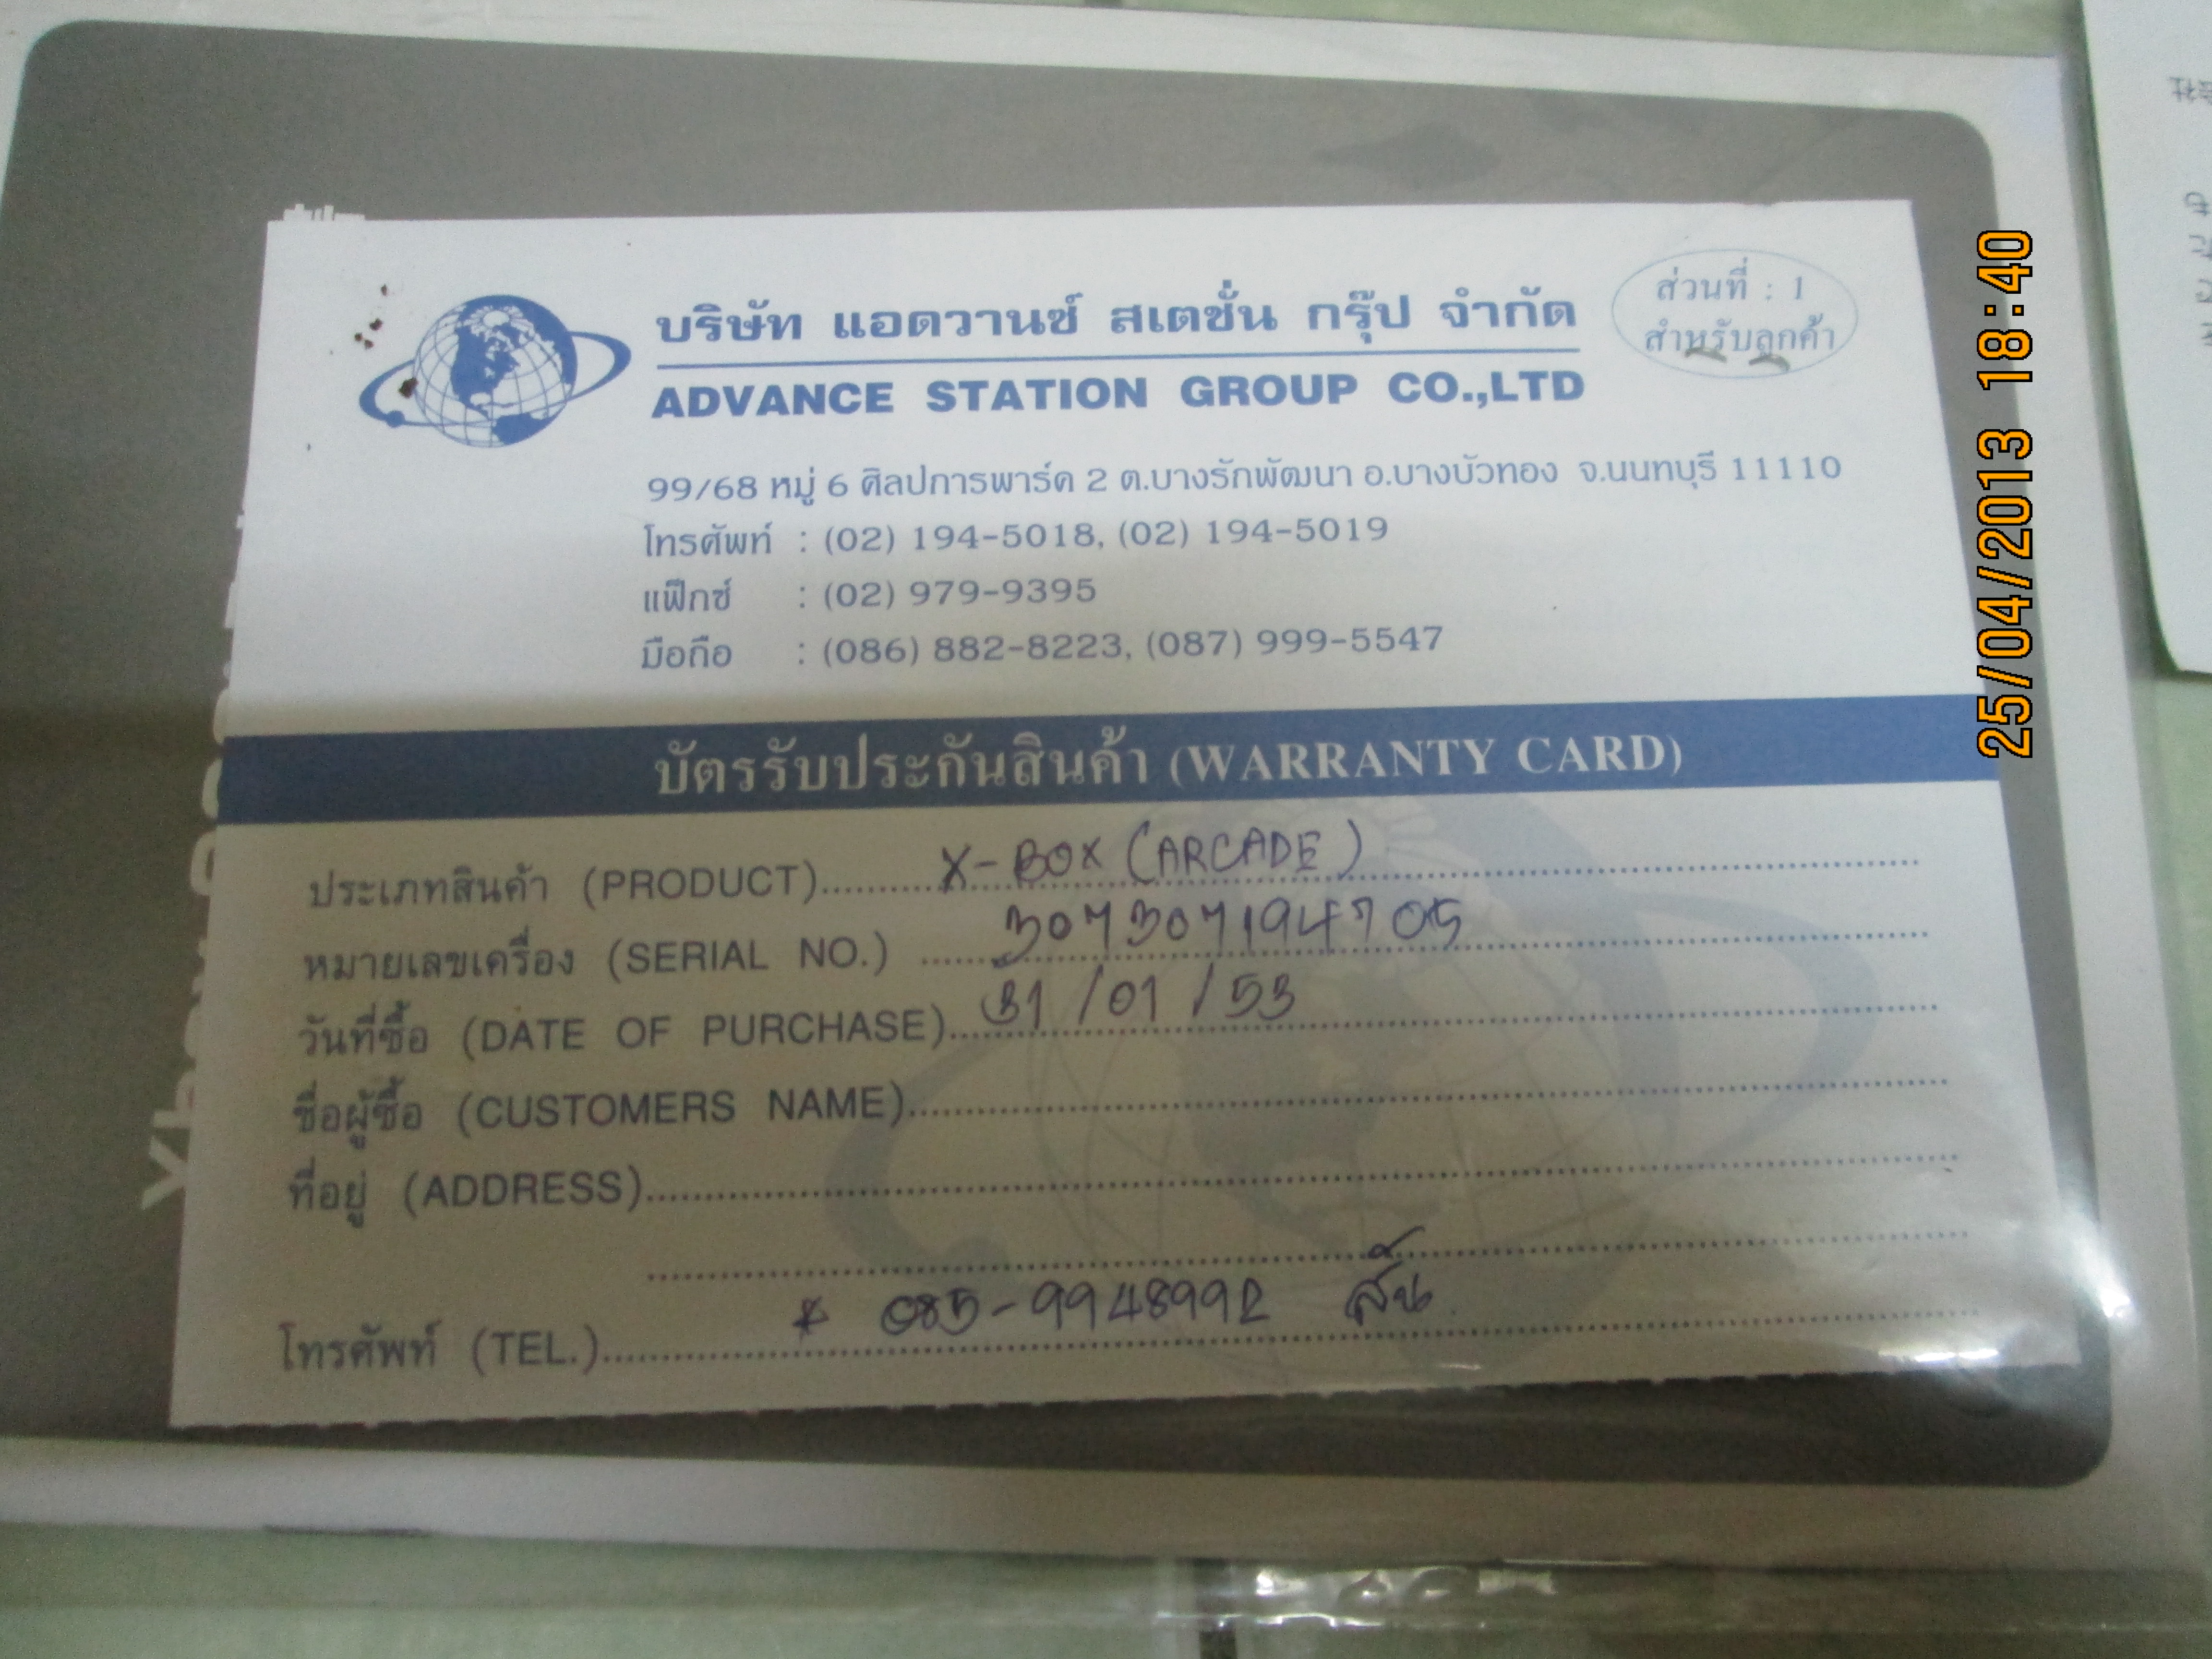 ส่วนที่ : 1
สำหรับลูกค้า
บริษัท แอดวานซ์ สเตชั่น กรุ๊ป จำกัด
ADVANCE STATION GROUP CO.,LTD
99/68 หมู่ 6 ศิลปการพาร์ค 2 ต.บางรักพัฒนา อ.บางบัวทอง จ.นนทบุรี 11110
โทรศัพท์ : (02) 194-5018, (02) 194-5019
แฟ็กซ์ : (02) 979-9395
มือถือ : (086) 882-8223, (087) 999-5547
บัตรรับประกันสินค้า (WARRANTY CARD)
ประเภทสินค้า (PRODUCT) X-BOX (ARCADE)
หมายเลขเครื่อง (SERIAL NO.) 307307194705
วันที่ซื้อ (DATE OF PURCHASE) 31/01/53
ชื่อผู้ซื้อ (CUSTOMERS NAME)
ที่อยู่ (ADDRESS)
โทรศัพท์ (TEL.) * 085-9948992
25/04/2013 18:40